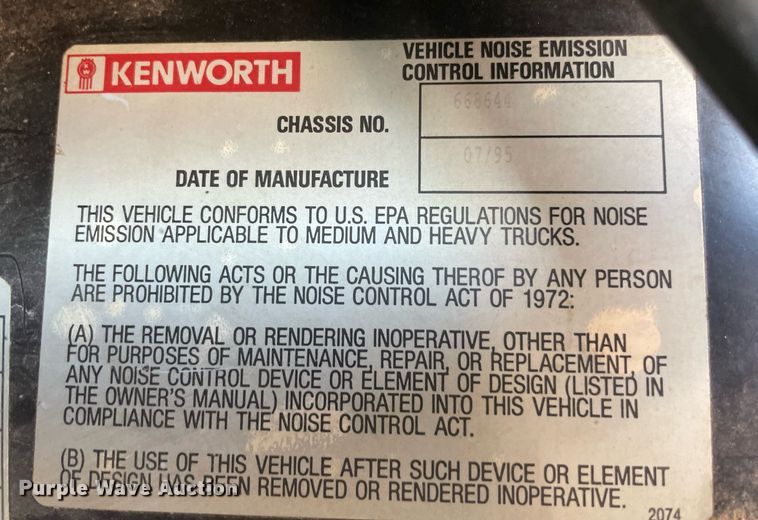 KENWORTH
VEHICLE NOISE EMISSION
CONTROL INFORMATION
CHASSIS NO.
668644
DATE OF MANUFACTURE
07/95
THIS VEHICLE CONFORMS TO U.S. EPA REGULATIONS FOR NOISE
EMISSION APPLICABLE TO MEDIUM AND HEAVY TRUCKS.
THE FOLLOWING ACTS OR THE CAUSING THEROF BY ANY PERSON
ARE PROHIBITED BY THE NOISE CONTROL ACT OF 1972:
(A) THE REMOVAL OR RENDERING INOPERATIVE, OTHER THAN
FOR PURPOSES OF MAINTENANCE, REPAIR, OR REPLACEMENT, OF
ANY NOISE CONTROL DEVICE OR ELEMENT OF DESIGN (LISTED IN
THE OWNER'S MANUAL) INCORPORATED INTO THIS VEHICLE IN
COMPLIANCE WITH THE NOISE CONTROL ACT.
(B) THE USE OF THIS VEHICLE AFTER SUCH DEVICE OR ELEMENT
OF DESIGN HAS BEEN REMOVED OR RENDERED INOPERATIVE.
Purple Wave Auction
2074